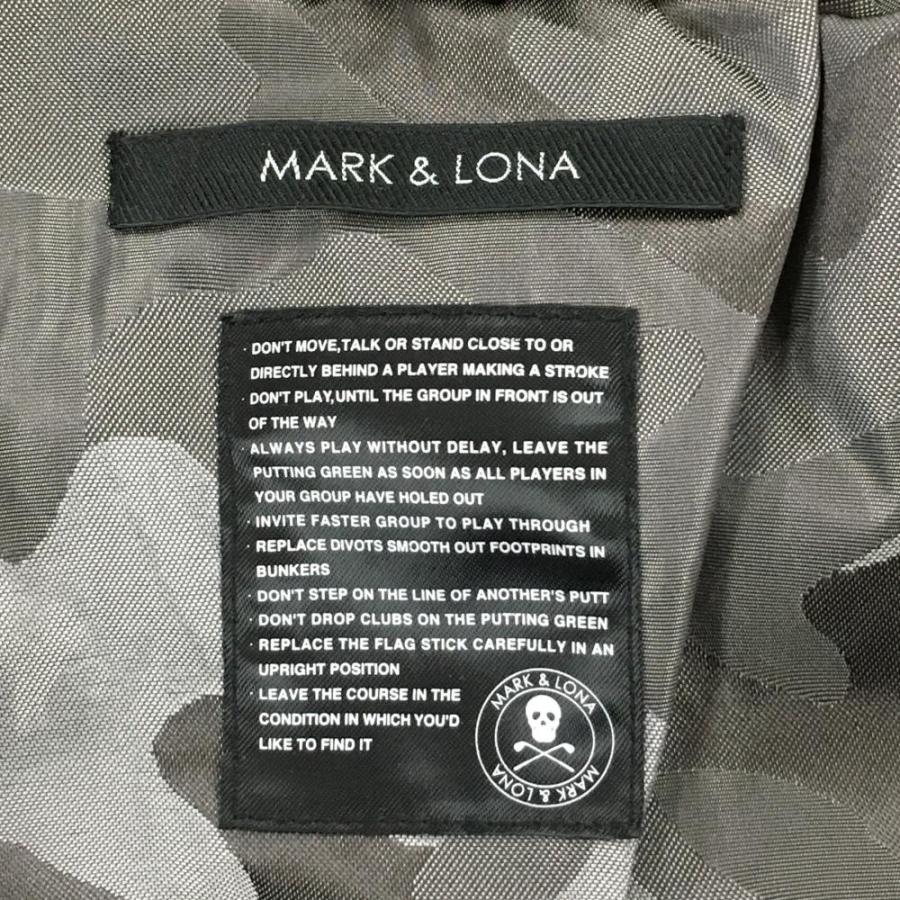 MARK & LONA
· DON'T MOVE,TALK OR STAND CLOSE TO OR
DIRECTLY BEHIND A PLAYER MAKING A STROKE
· DON'T PLAY,UNTIL THE GROUP IN FRONT IS OUT
OF THE WAY
· ALWAYS PLAY WITHOUT DELAY, LEAVE THE
PUTTING GREEN AS SOON AS ALL PLAYERS IN
YOUR GROUP HAVE HOLED OUT
· INVITE FASTER GROUP TO PLAY THROUGH
· REPLACE DIVOTS SMOOTH OUT FOOTPRINTS IN
BUNKERS
· DON'T STEP ON THE LINE OF ANOTHER'S PUTT
· DON'T DROP CLUBS ON THE PUTTING GREEN
· REPLACE THE FLAG STICK CAREFULLY IN AN
UPRIGHT POSITION
· LEAVE THE COURSE IN THE
CONDITION IN WHICH YOU'D
LIKE TO FIND IT
MARK & LONA
MARK & LONA